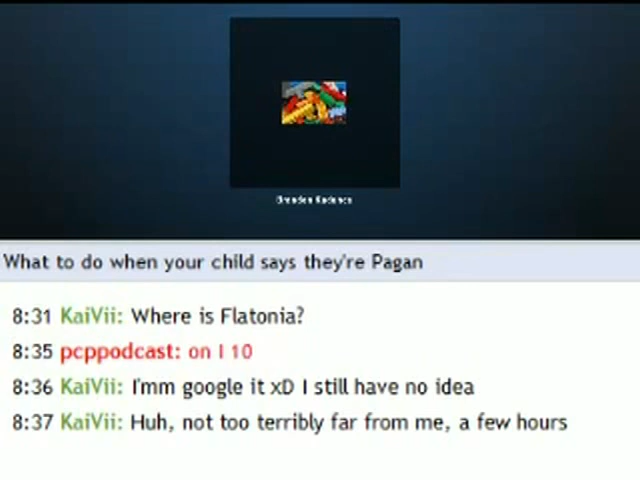 Brenden Kadence
What to do when your child says they're Pagan
8:31 KaiVii: Where is Flatonia?
8:35 pcppodcast: on I 10
8:36 KaiVii: I'mm google it xD I still have no idea
8:37 KaiVii: Huh, not too terribly far from me, a few hours